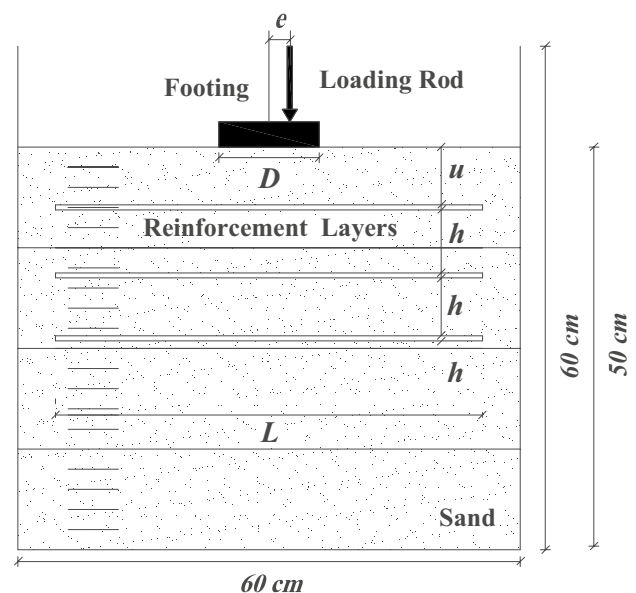 e
Footing
Loading Rod
D
u
Reinforcement Layers
h
h
h
L
Sand
60 cm
50 cm
60 cm